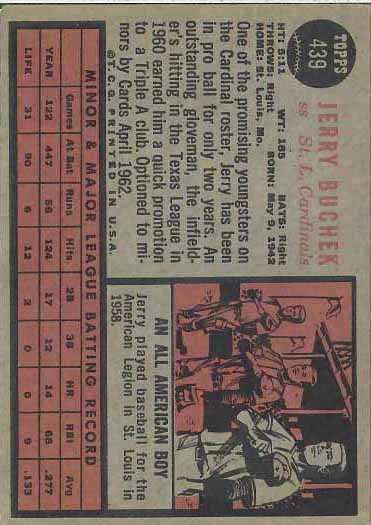 TOPPS
439
JERRY BUCHEK
SS St. L. Cardinals
HT: 5:11 WT: 185 BATS: Right
THROWS: Right BORN: May 9, 1942
HOME: St. Louis, Mo.
One of the promising youngsters on
the Cardinal roster, Jerry has been
in pro ball for only two years. An
outstanding gloveman, the infield-
er's hitting in the Texas League in
1960 earned him a quick promotion
to a Triple A club. Optioned to mi-
nors by Cards April, 1962.
©T.C.G. PRINTED IN U.S.A.
AN ALL AMERICAN BOY
Jerry played baseball for the
American Legion in St. Louis in
1958.
MINOR & MAJOR LEAGUE BATTING RECORD
Games At Bat Runs Hits 2B 3B HR RBI Avg
YEAR 122 447 56 124 17 12 14 68 .277
LIFE 31 90 6 12 2 0 0 9 .133